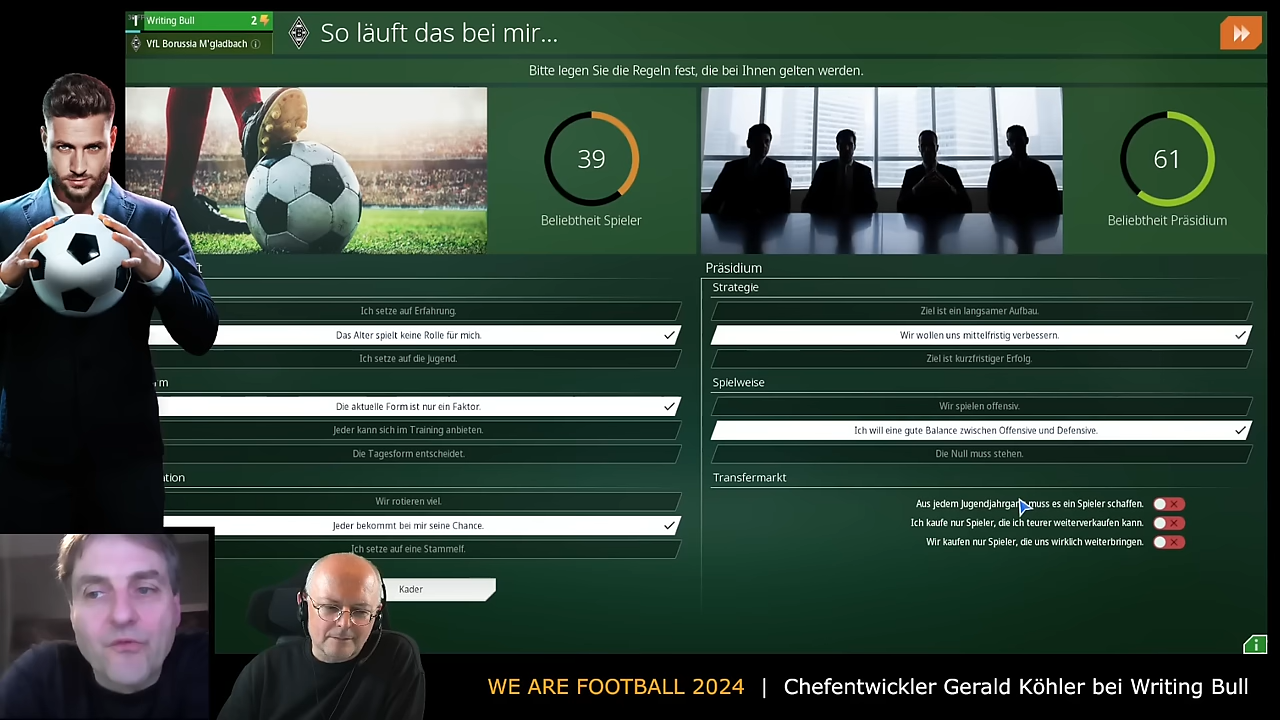 Writing Bull
2
VfL Borussia M'gladbach
So läuft das bei mir...
Bitte legen Sie die Regeln fest, die bei Ihnen gelten werden.
39
Beliebtheit Spieler
61
Beliebtheit Präsidium
Ich setze auf Erfahrung.
Das Alter spielt keine Rolle für mich.
Ich setze auf die Jugend.
Die aktuelle Form ist nur ein Faktor.
Jeder kann sich im Training anbieten.
Die Tagesform entscheidet.
Wir rotieren viel.
Jeder bekommt bei mir seine Chance.
Ich setze auf eine Stammelf.
Kader
Präsidium
Strategie
Ziel ist ein langsamer Aufbau.
Wir wollen uns mittelfristig verbessern.
Ziel ist kurzfristiger Erfolg.
Spielweise
Wir spielen offensiv.
Ich will eine gute Balance zwischen Offensive und Defensive.
Die Null muss stehen.
Transfermarkt
Aus jedem Jugendjahrgang muss es ein Spieler schaffen.
Ich kaufe nur Spieler, die ich teurer weiterverkaufen kann.
Wir kaufen nur Spieler, die uns wirklich weiterbringen.
WE ARE FOOTBALL 2024 | Chefentwickler Gerald Köhler bei Writing Bull